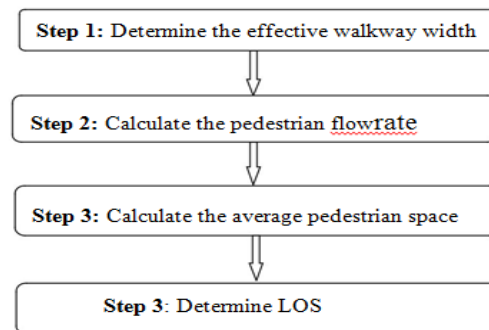 Step 1: Determine the effective walkway width
Step 2: Calculate the pedestrian flowrate
Step 3: Calculate the average pedestrian space
Step 3: Determine LOS